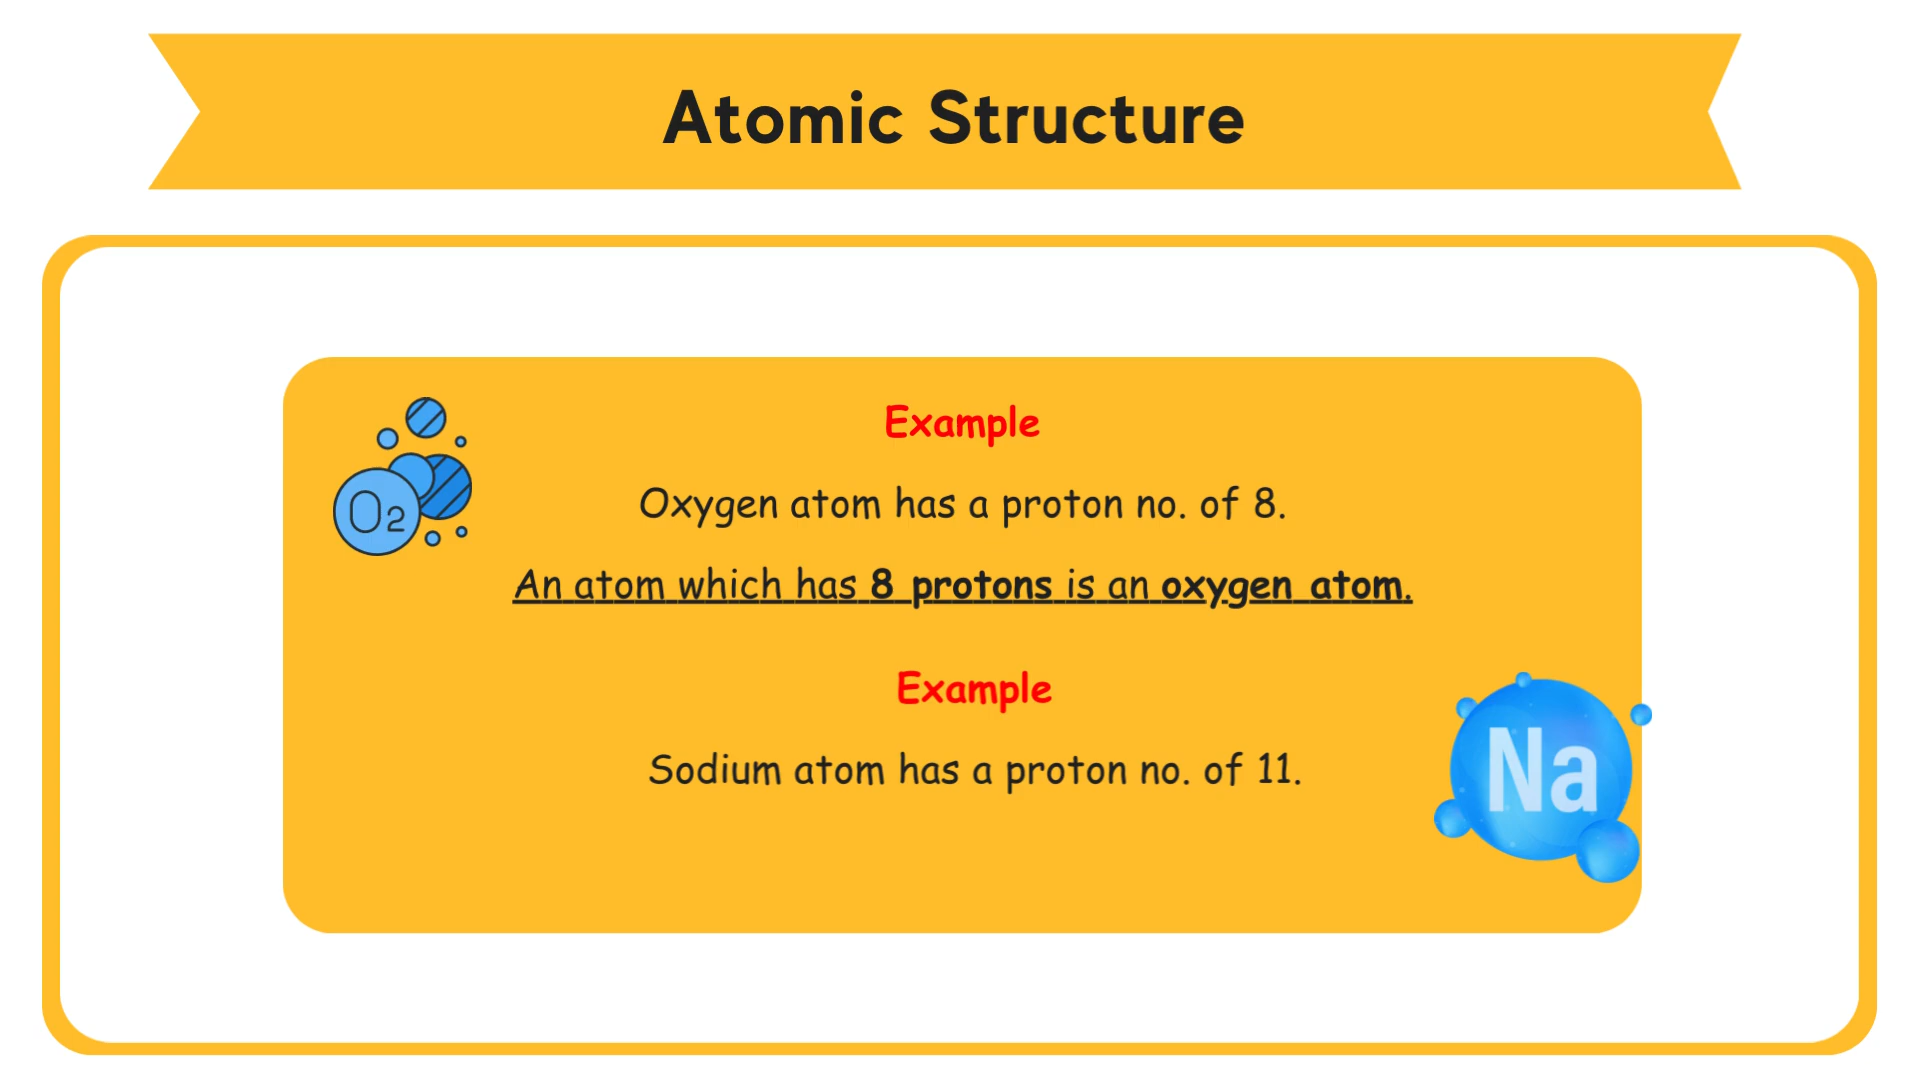 Atomic Structure
Example
O2
Oxygen atom has a proton no. of 8.
An atom which has 8 protons is an oxygen atom.
Example
Sodium atom has a proton no. of 11.
Na